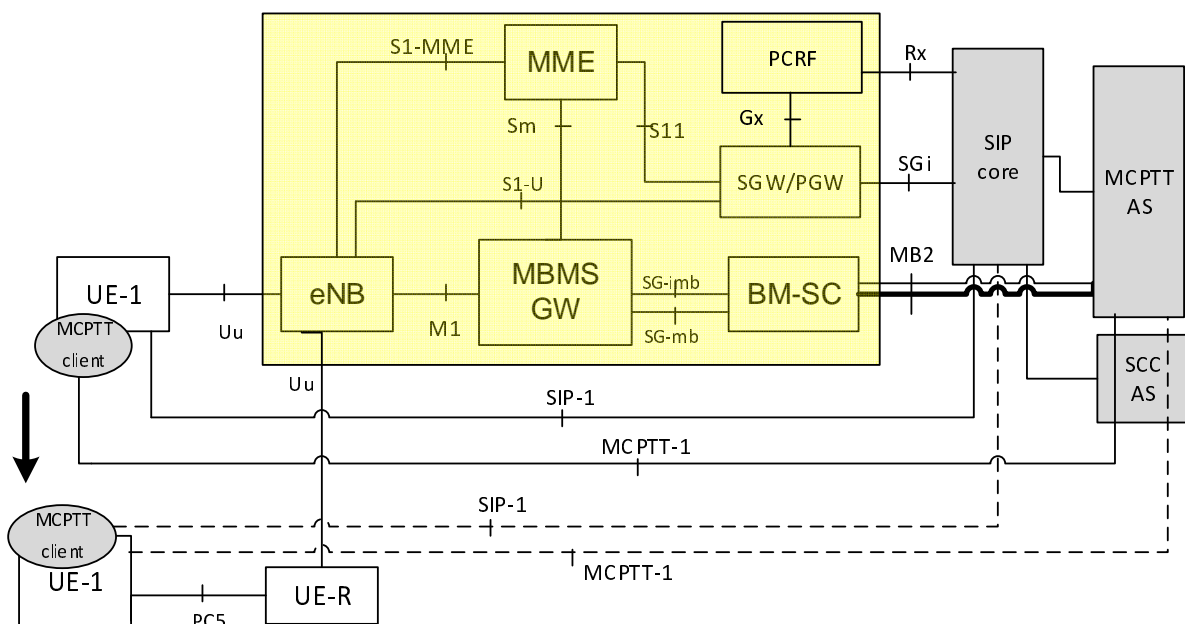 S1-MME
MME
PCRF
Rx
Sm
S11
Gx
SIP
core
MCPTT
AS
S1-U
SGW/PGW
SGi
MB2
UE-1
eNB
MBMS
GW
SG-imb
BM-SC
MCPTT
client
Uu
M1
SG-mb
SCC
AS
Uu
SIP-1
MCPTT-1
SIP-1
MCPTT
client
UE-1
MCPTT-1
UE-R
PC5